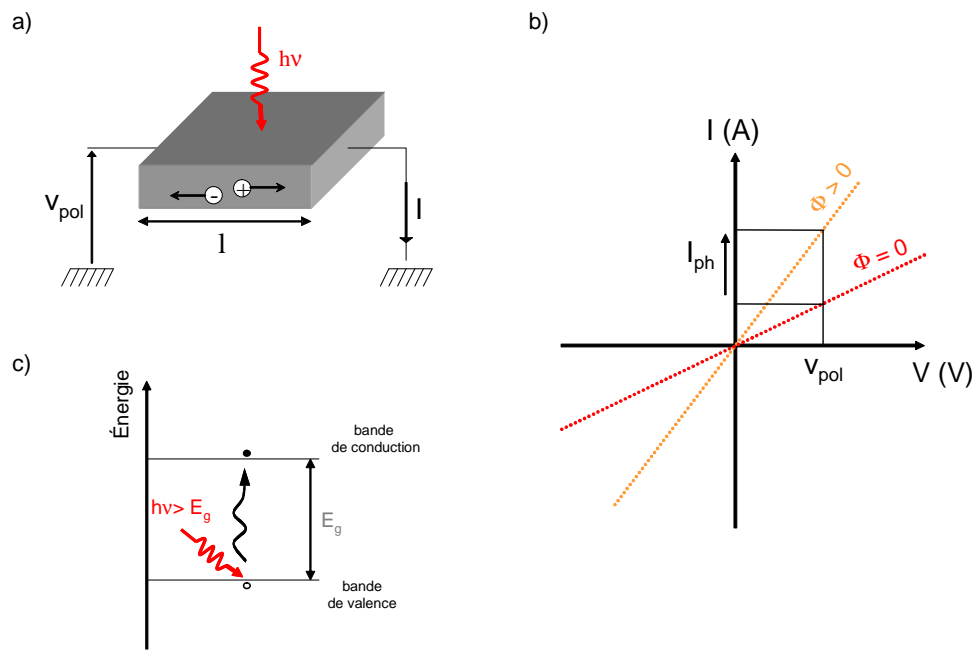 a)
hν
v_pol
-
+
I
l
b)
I (A)
Φ > 0
I_ph
Φ = 0
v_pol
V (V)
c)
Énergie
bande
de conduction
hν> E_g
E_g
bande
de valence